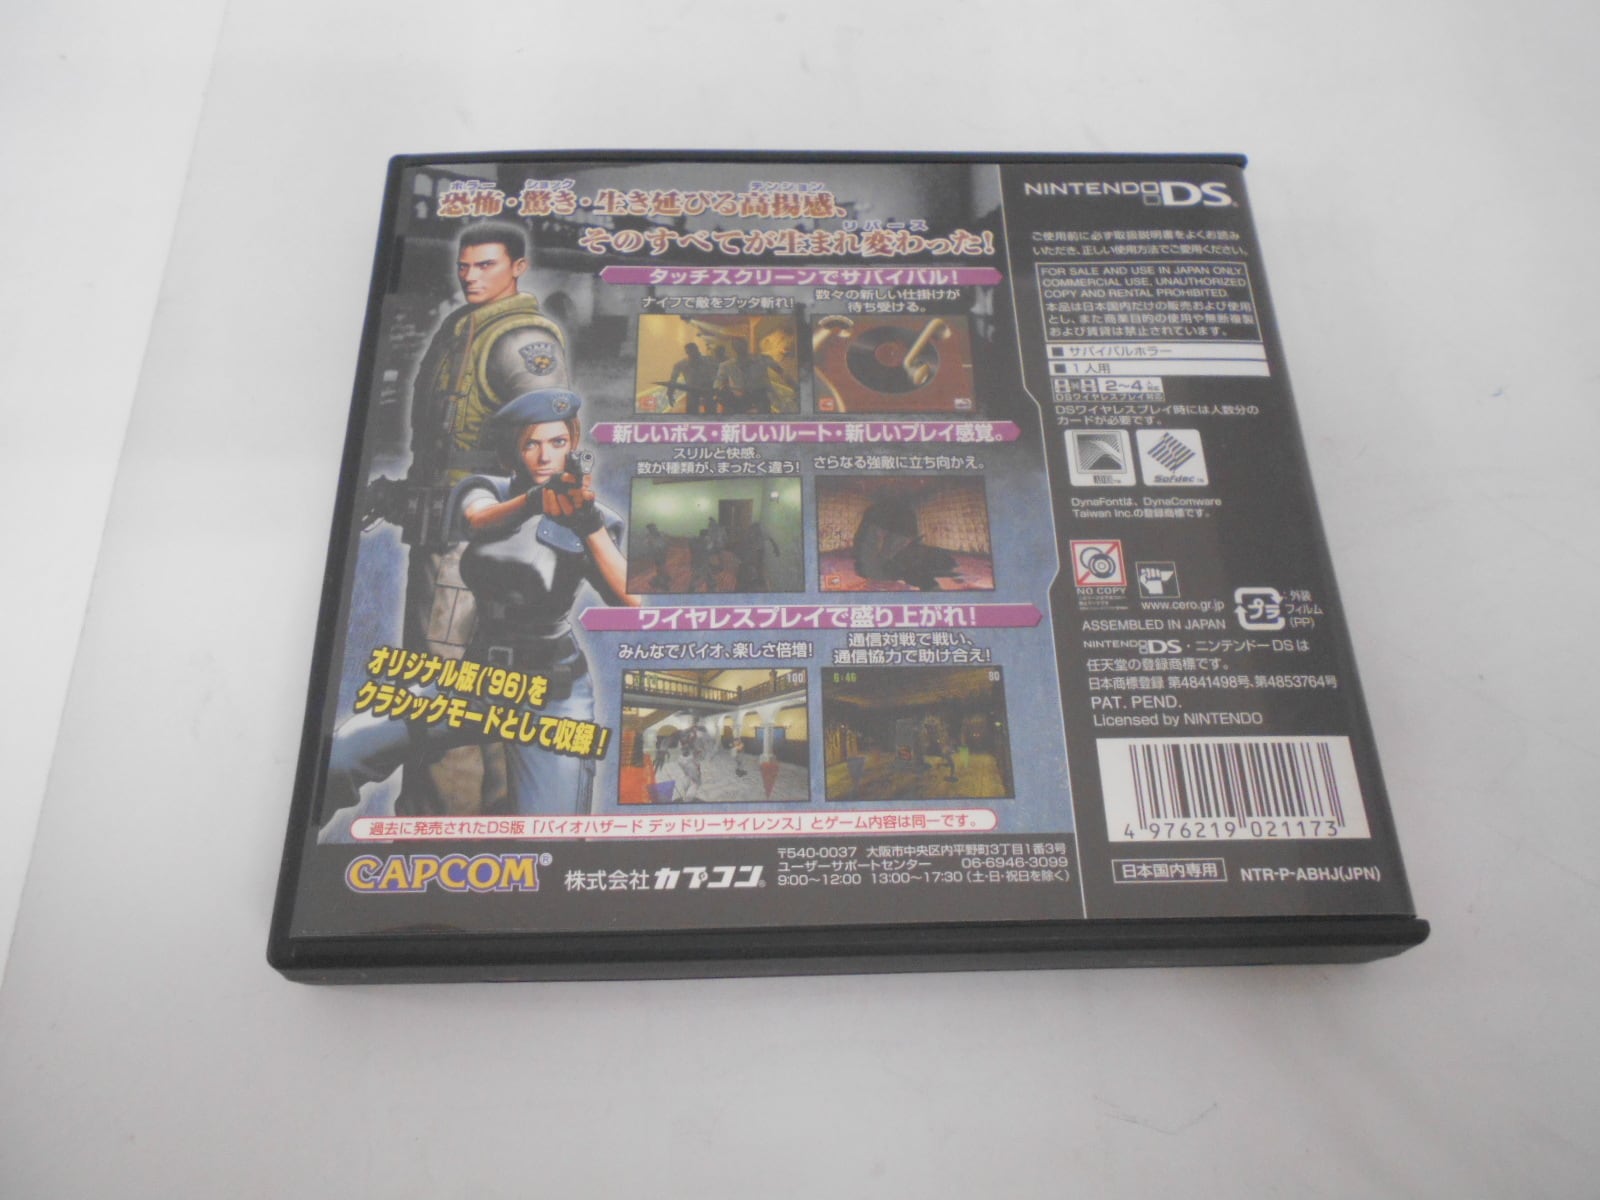 ホラー ショック テンション
恐怖・驚き・生き延びる高揚感、
リバース
そのすべてが生まれ変わった!
タッチスクリーンでサバイバル!
ナイフで敵をブッタ斬れ!
数々の新しい仕掛けが
待ち受ける。
新しいボス・新しいルート・新しいプレイ感覚。
スリルと快感。
数が種類が、まったく違う!
さらなる強敵に立ち向かえ。
ワイヤレスプレイで盛り上がれ!
みんなでバイオ、楽しさ倍増!
通信対戦で戦い、
通信協力で助け合え!
100
6:46
80
オリジナル版('96)を
クラシックモードとして収録!
過去に発売されたDS版「バイオハザード デッドリーサイレンス」とゲーム内容は同一です。
CAPCOM®
株式会社カプコン®
〒540-0037 大阪市中央区内平野町3丁目1番3号
ユーザーサポートセンター 06-6946-3099
9:00~12:00 13:00~17:30(土・日・祝日を除く)
NINTENDO DS
ご使用前に必ず取扱説明書をよくお読み
いただき、正しい使用方法でご愛用ください。
FOR SALE AND USE IN JAPAN ONLY.
COMMERCIAL USE, UNAUTHORIZED
COPY AND RENTAL PROHIBITED.
本品は日本国内だけの販売および使用
とし、また商業目的の使用や無断複製
および賃貸は禁止されています。
■ サバイバルホラー
■ 1人用
2~4人対応
DSワイヤレスプレイ対応
DSワイヤレスプレイ時には人数分の
カードが必要です。
Sofdec™
DynaFontは、DynaComware
Taiwan Inc.の登録商標です。
NO COPY
www.cero.gr.jp
プラ
:外装
フィルム
(PP)
ASSEMBLED IN JAPAN
NINTENDO DS・ニンテンドーDSは
任天堂の登録商標です。
日本商標登録 第4841498号、第4853764号
PAT. PEND.
Licensed by NINTENDO
4 976219 021173
日本国内専用
NTR-P-ABHJ(JPN)